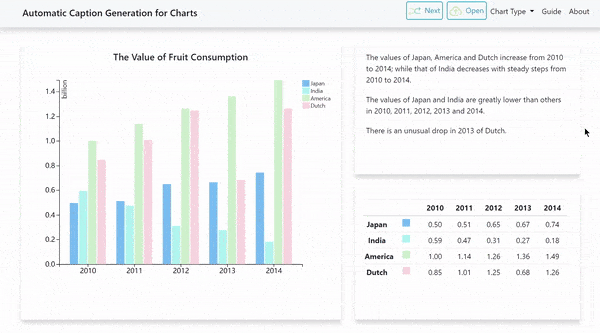 Automatic Caption Generation for Charts
Next Open Chart Type Guide About
The Value of Fruit Consumption
billion
1.4
1.2
1.0
0.8
0.6
0.4
0.2
0.0
2010 2011 2012 2013 2014
Japan
India
America
Dutch
The values of Japan, America and Dutch increase from 2010
to 2014; while that of India decreases with steady steps from
2010 to 2014.
The values of Japan and India are greatly lower than others
in 2010, 2011, 2012, 2013 and 2014.
There is an unusual drop in 2013 of Dutch.
2010 2011 2012 2013 2014
Japan 0.50 0.51 0.65 0.67 0.74
India 0.59 0.47 0.31 0.27 0.18
America 1.00 1.14 1.26 1.36 1.49
Dutch 0.85 1.01 1.25 0.68 1.26